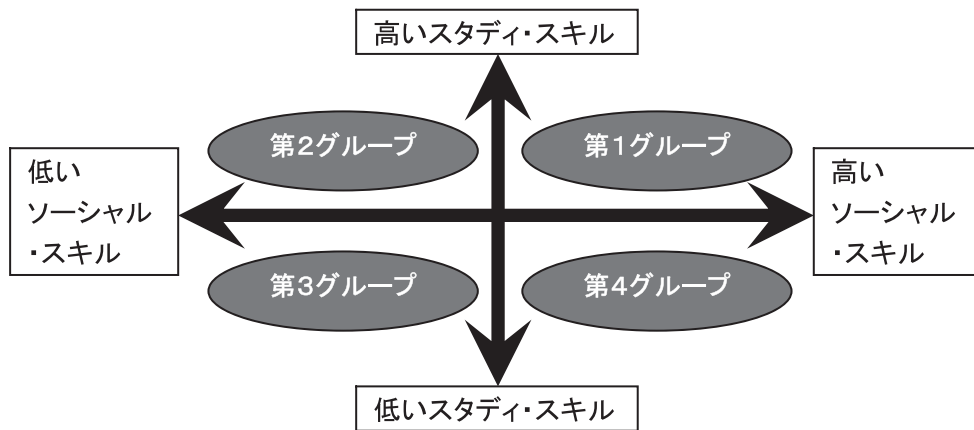 高いスタディ・スキル
第2グループ
第1グループ
低い
ソーシャル
・スキル
高い
ソーシャル
・スキル
第3グループ
第4グループ
低いスタディ・スキル